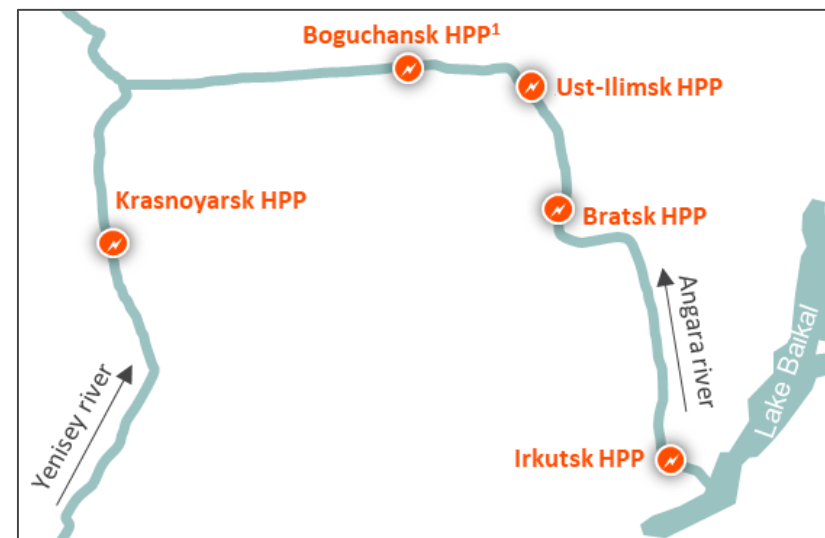 Boguchansk HPP¹
Ust-Ilimsk HPP
Krasnoyarsk HPP
Bratsk HPP
Angara river
Lake Baikal
Yenisey river
Irkutsk HPP